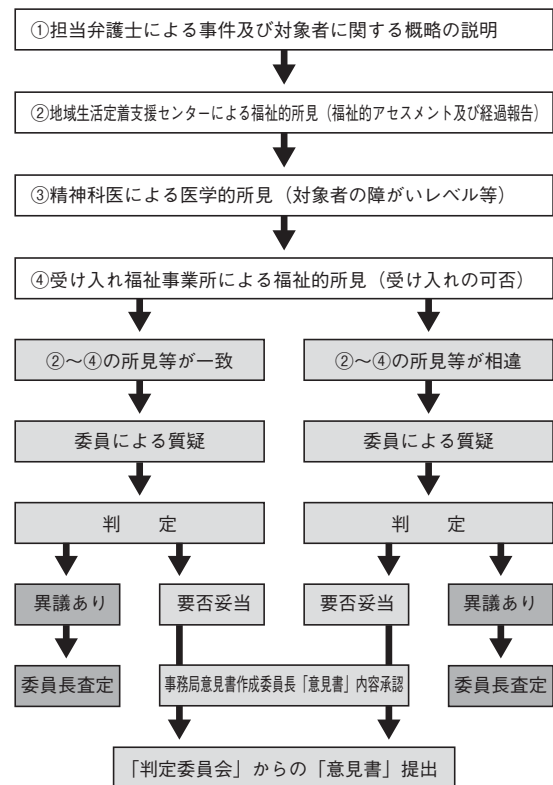 ①担当弁護士による事件及び対象者に関する概略の説明
②地域生活定着支援センターによる福祉的所見（福祉的アセスメント及び経過報告）
③精神科医による医学的所見（対象者の障がいレベル等）
④受け入れ福祉事業所による福祉的所見（受け入れの可否）
②～④の所見等が一致
②～④の所見等が相違
委員による質疑
委員による質疑
判　定
判　定
異議あり
要否妥当
要否妥当
異議あり
委員長査定
事務局意見書作成委員長「意見書」内容承認
委員長査定
「判定委員会」からの「意見書」提出